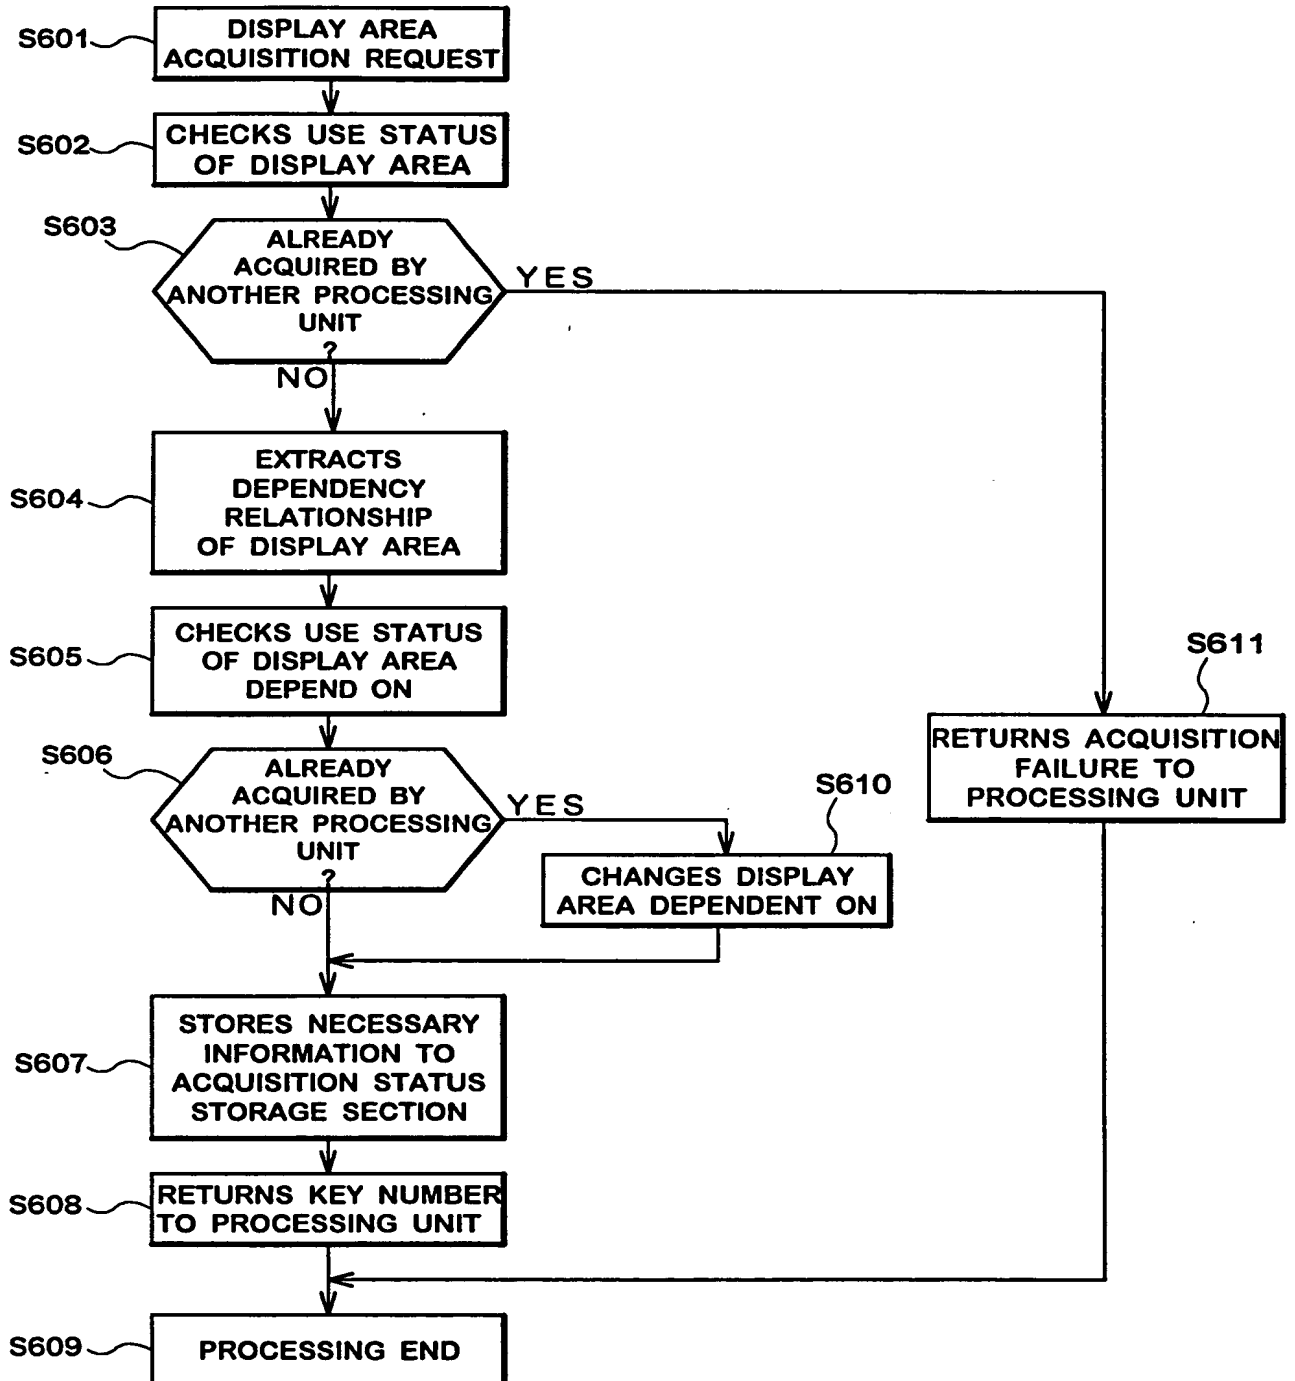 S601
DISPLAY AREA
ACQUISITION REQUEST
S602
CHECKS USE STATUS
OF DISPLAY AREA
S603
ALREADY
ACQUIRED BY
ANOTHER PROCESSING
UNIT
?
YES
NO
S604
EXTRACTS
DEPENDENCY
RELATIONSHIP
OF DISPLAY AREA
S605
CHECKS USE STATUS
OF DISPLAY AREA
DEPEND ON
S606
ALREADY
ACQUIRED BY
ANOTHER PROCESSING
UNIT
?
YES
NO
S610
CHANGES DISPLAY
AREA DEPENDENT ON
S611
RETURNS ACQUISITION
FAILURE TO
PROCESSING UNIT
S607
STORES NECESSARY
INFORMATION TO
ACQUISITION STATUS
STORAGE SECTION
S608
RETURNS KEY NUMBER
TO PROCESSING UNIT
S609
PROCESSING END